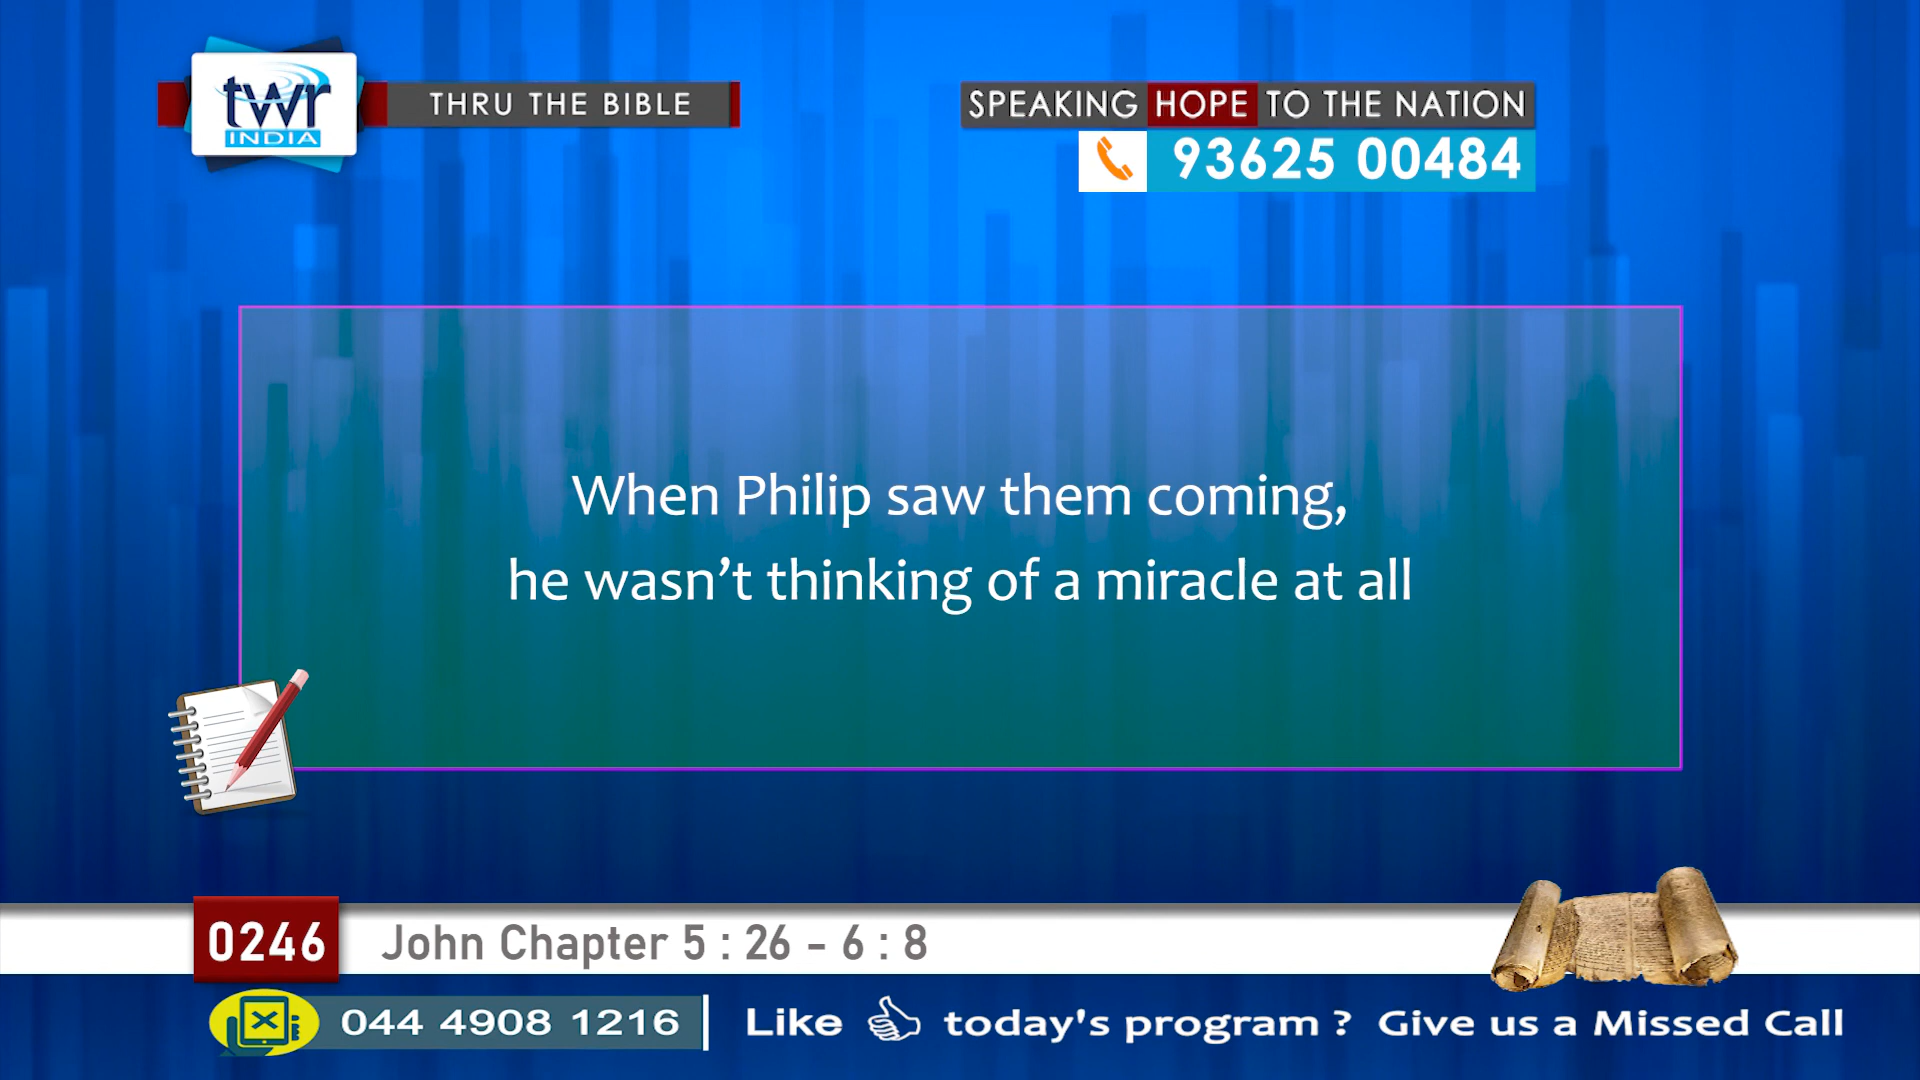 twr
INDIA
THRU THE BIBLE
SPEAKING HOPE TO THE NATION
93625 00484
When Philip saw them coming,
he wasn’t thinking of a miracle at all
0246
John Chapter 5 : 26 - 6 : 8
044 4908 1216
Like today's program ? Give us a Missed Call